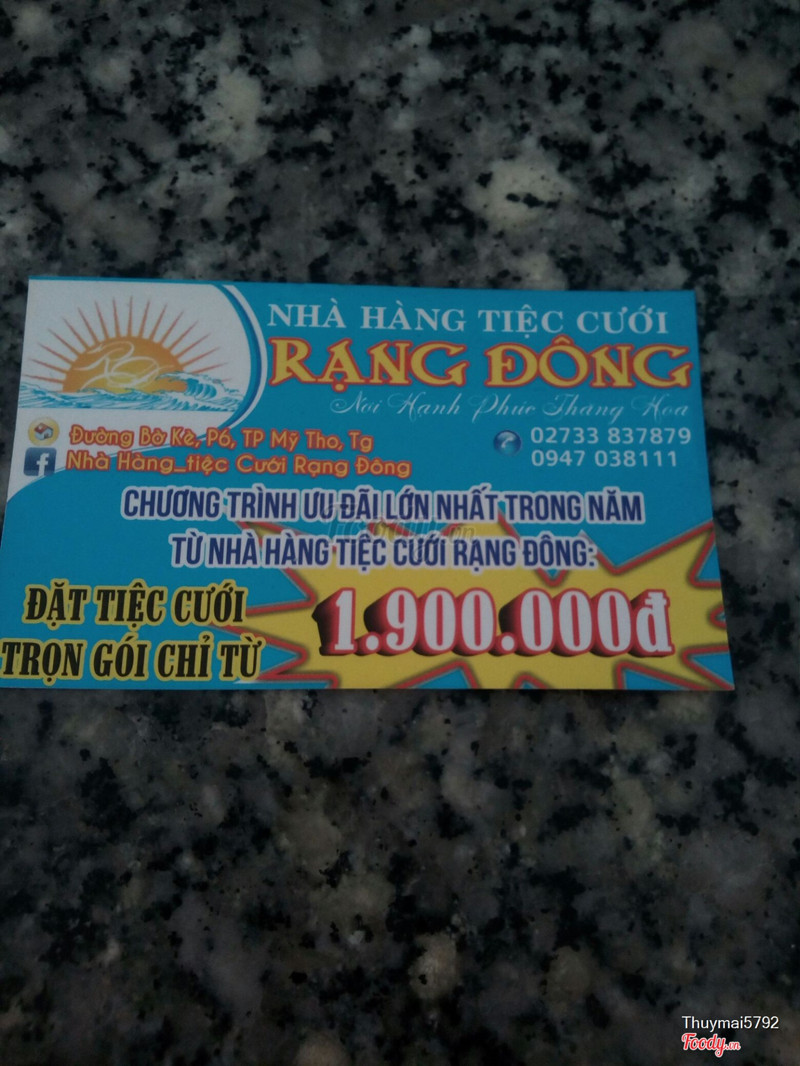 NHÀ HÀNG TIỆC CƯỚI
RẠNG ĐÔNG
Nơi Hạnh Phúc Thăng Hoa
Đường Bờ Kè, P6, TP Mỹ Tho, Tg
Nhà Hàng_tiệc Cưới Rạng Đông
02733 837879
0947 038111
CHƯƠNG TRÌNH ƯU ĐÃI LỚN NHẤT TRONG NĂM
TỪ NHÀ HÀNG TIỆC CƯỚI RẠNG ĐÔNG:
ĐẶT TIỆC CƯỚI
TRỌN GÓI CHỈ TỪ
1.900.000đ
Thuymai5792
Foody.vn